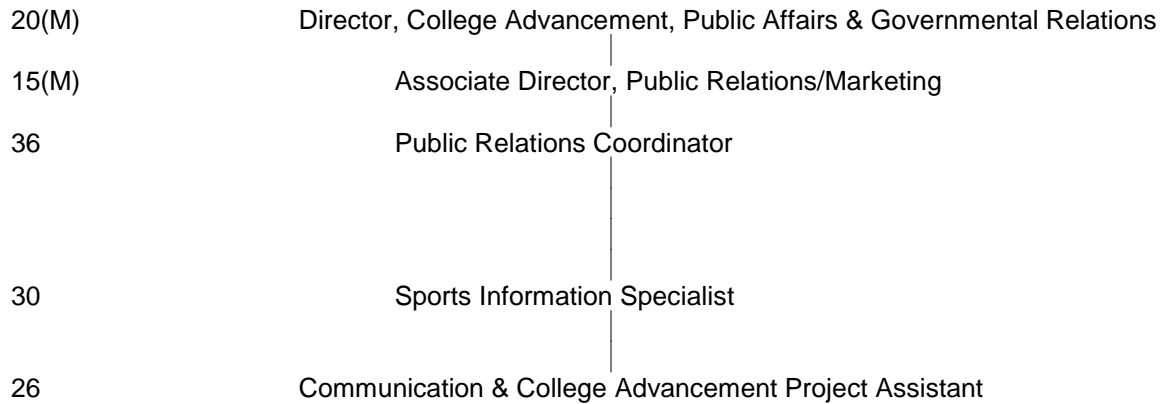 20(M) Director, College Advancement, Public Affairs & Governmental Relations
15(M) Associate Director, Public Relations/Marketing
36 Public Relations Coordinator
30 Sports Information Specialist
26 Communication & College Advancement Project Assistant